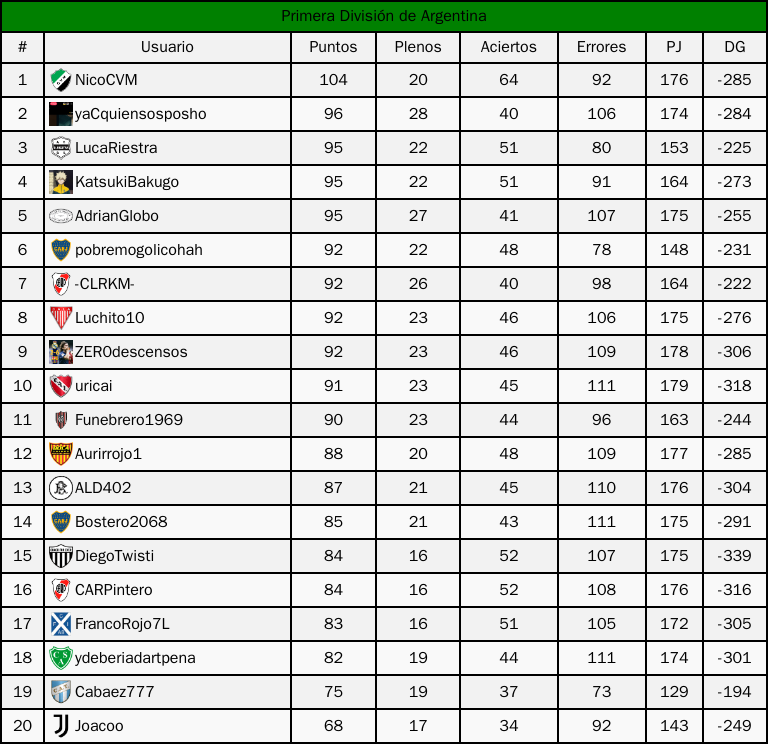 Primera División de Argentina
# Usuario Puntos Plenos Aciertos Errores PJ DG
1 NicoCVM 104 20 64 92 176 -285
2 yaCquiensosposho 96 28 40 106 174 -284
3 LucaRiestra 95 22 51 80 153 -225
4 KatsukiBakugo 95 22 51 91 164 -273
5 AdrianGlobo 95 27 41 107 175 -255
6 pobremogolicohah 92 22 48 78 148 -231
7 -CLRKM- 92 26 40 98 164 -222
8 Luchito10 92 23 46 106 175 -276
9 ZER0descensos 92 23 46 109 178 -306
10 uricai 91 23 45 111 179 -318
11 Funebrero1969 90 23 44 96 163 -244
12 Aurirrojo1 88 20 48 109 177 -285
13 ALD402 87 21 45 110 176 -304
14 Bostero2068 85 21 43 111 175 -291
15 DiegoTwisti 84 16 52 107 175 -339
16 CARPintero 84 16 52 108 176 -316
17 FrancoRojo7L 83 16 51 105 172 -305
18 ydeberiadartpena 82 19 44 111 174 -301
19 Cabaez777 75 19 37 73 129 -194
20 Joacoo 68 17 34 92 143 -249